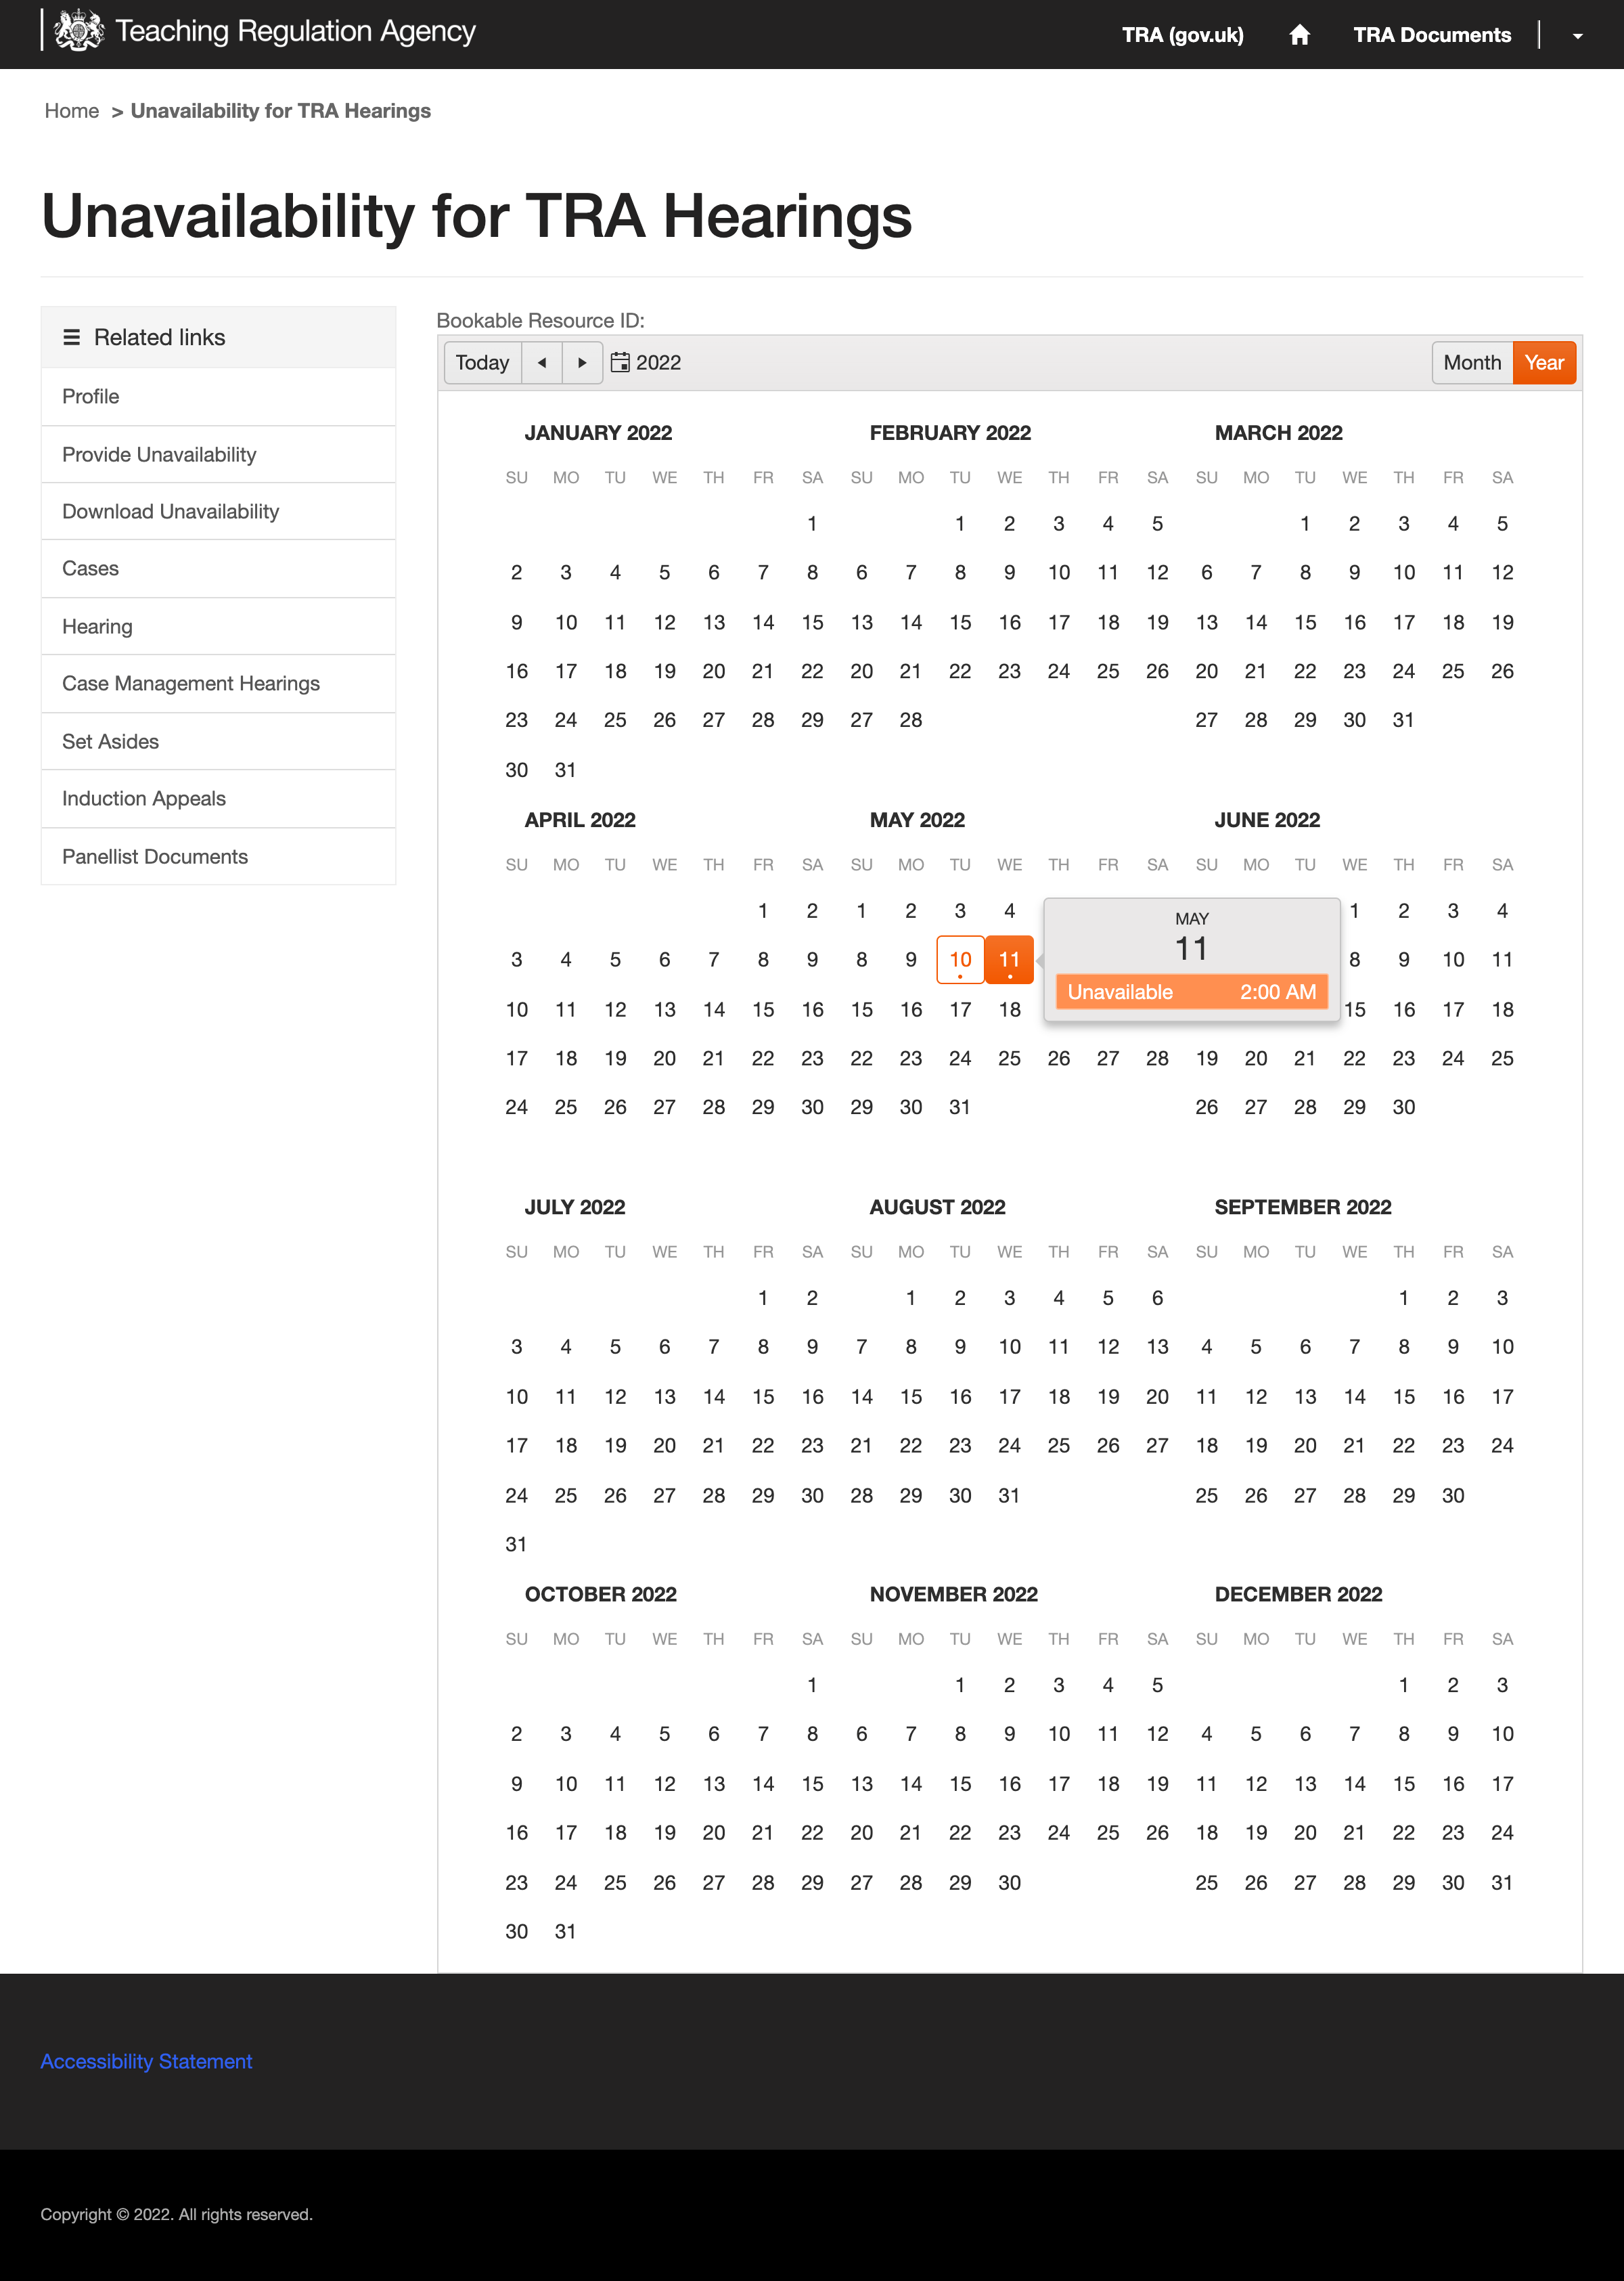 Teaching Regulation Agency
TRA (gov.uk) TRA Documents
Home > Unavailability for TRA Hearings
Unavailability for TRA Hearings
Related links
Profile
Provide Unavailability
Download Unavailability
Cases
Hearing
Case Management Hearings
Set Asides
Induction Appeals
Panellist Documents
Bookable Resource ID:
Today 2022 Month Year
JANUARY 2022
SU MO TU WE TH FR SA
1
2 3 4 5 6 7 8
9 10 11 12 13 14 15
16 17 18 19 20 21 22
23 24 25 26 27 28 29
30 31
FEBRUARY 2022
SU MO TU WE TH FR SA
1 2 3 4 5
6 7 8 9 10 11 12
13 14 15 16 17 18 19
20 21 22 23 24 25 26
27 28
MARCH 2022
SU MO TU WE TH FR SA
1 2 3 4 5
6 7 8 9 10 11 12
13 14 15 16 17 18 19
20 21 22 23 24 25 26
27 28 29 30 31
APRIL 2022
SU MO TU WE TH FR SA
1 2
3 4 5 6 7 8 9
10 11 12 13 14 15 16
17 18 19 20 21 22 23
24 25 26 27 28 29 30
MAY 2022
SU MO TU WE TH FR SA
1 2 3 4
8 9 10 11
15 16 17 18
22 23 24 25 26 27 28
29 30 31
MAY
11
Unavailable 2:00 AM
JUNE 2022
SU MO TU WE TH FR SA
1 2 3 4
8 9 10 11
15 16 17 18
19 20 21 22 23 24 25
26 27 28 29 30
JULY 2022
SU MO TU WE TH FR SA
1 2
3 4 5 6 7 8 9
10 11 12 13 14 15 16
17 18 19 20 21 22 23
24 25 26 27 28 29 30
31
AUGUST 2022
SU MO TU WE TH FR SA
1 2 3 4 5 6
7 8 9 10 11 12 13
14 15 16 17 18 19 20
21 22 23 24 25 26 27
28 29 30 31
SEPTEMBER 2022
SU MO TU WE TH FR SA
1 2 3
4 5 6 7 8 9 10
11 12 13 14 15 16 17
18 19 20 21 22 23 24
25 26 27 28 29 30
OCTOBER 2022
SU MO TU WE TH FR SA
1
2 3 4 5 6 7 8
9 10 11 12 13 14 15
16 17 18 19 20 21 22
23 24 25 26 27 28 29
30 31
NOVEMBER 2022
SU MO TU WE TH FR SA
1 2 3 4 5
6 7 8 9 10 11 12
13 14 15 16 17 18 19
20 21 22 23 24 25 26
27 28 29 30
DECEMBER 2022
SU MO TU WE TH FR SA
1 2 3
4 5 6 7 8 9 10
11 12 13 14 15 16 17
18 19 20 21 22 23 24
25 26 27 28 29 30 31
Accessibility Statement
Copyright © 2022. All rights reserved.